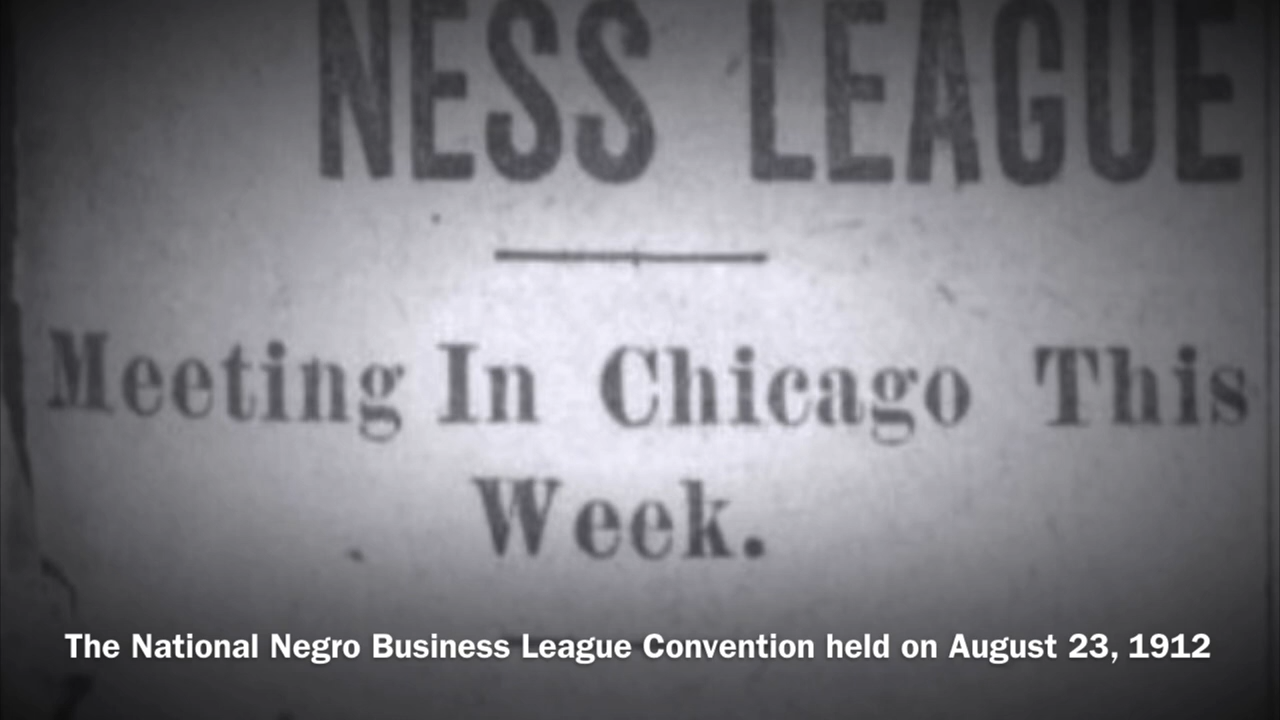 NESS LEAGUE
Meeting In Chicago This
Week.
The National Negro Business League Convention held on August 23, 1912